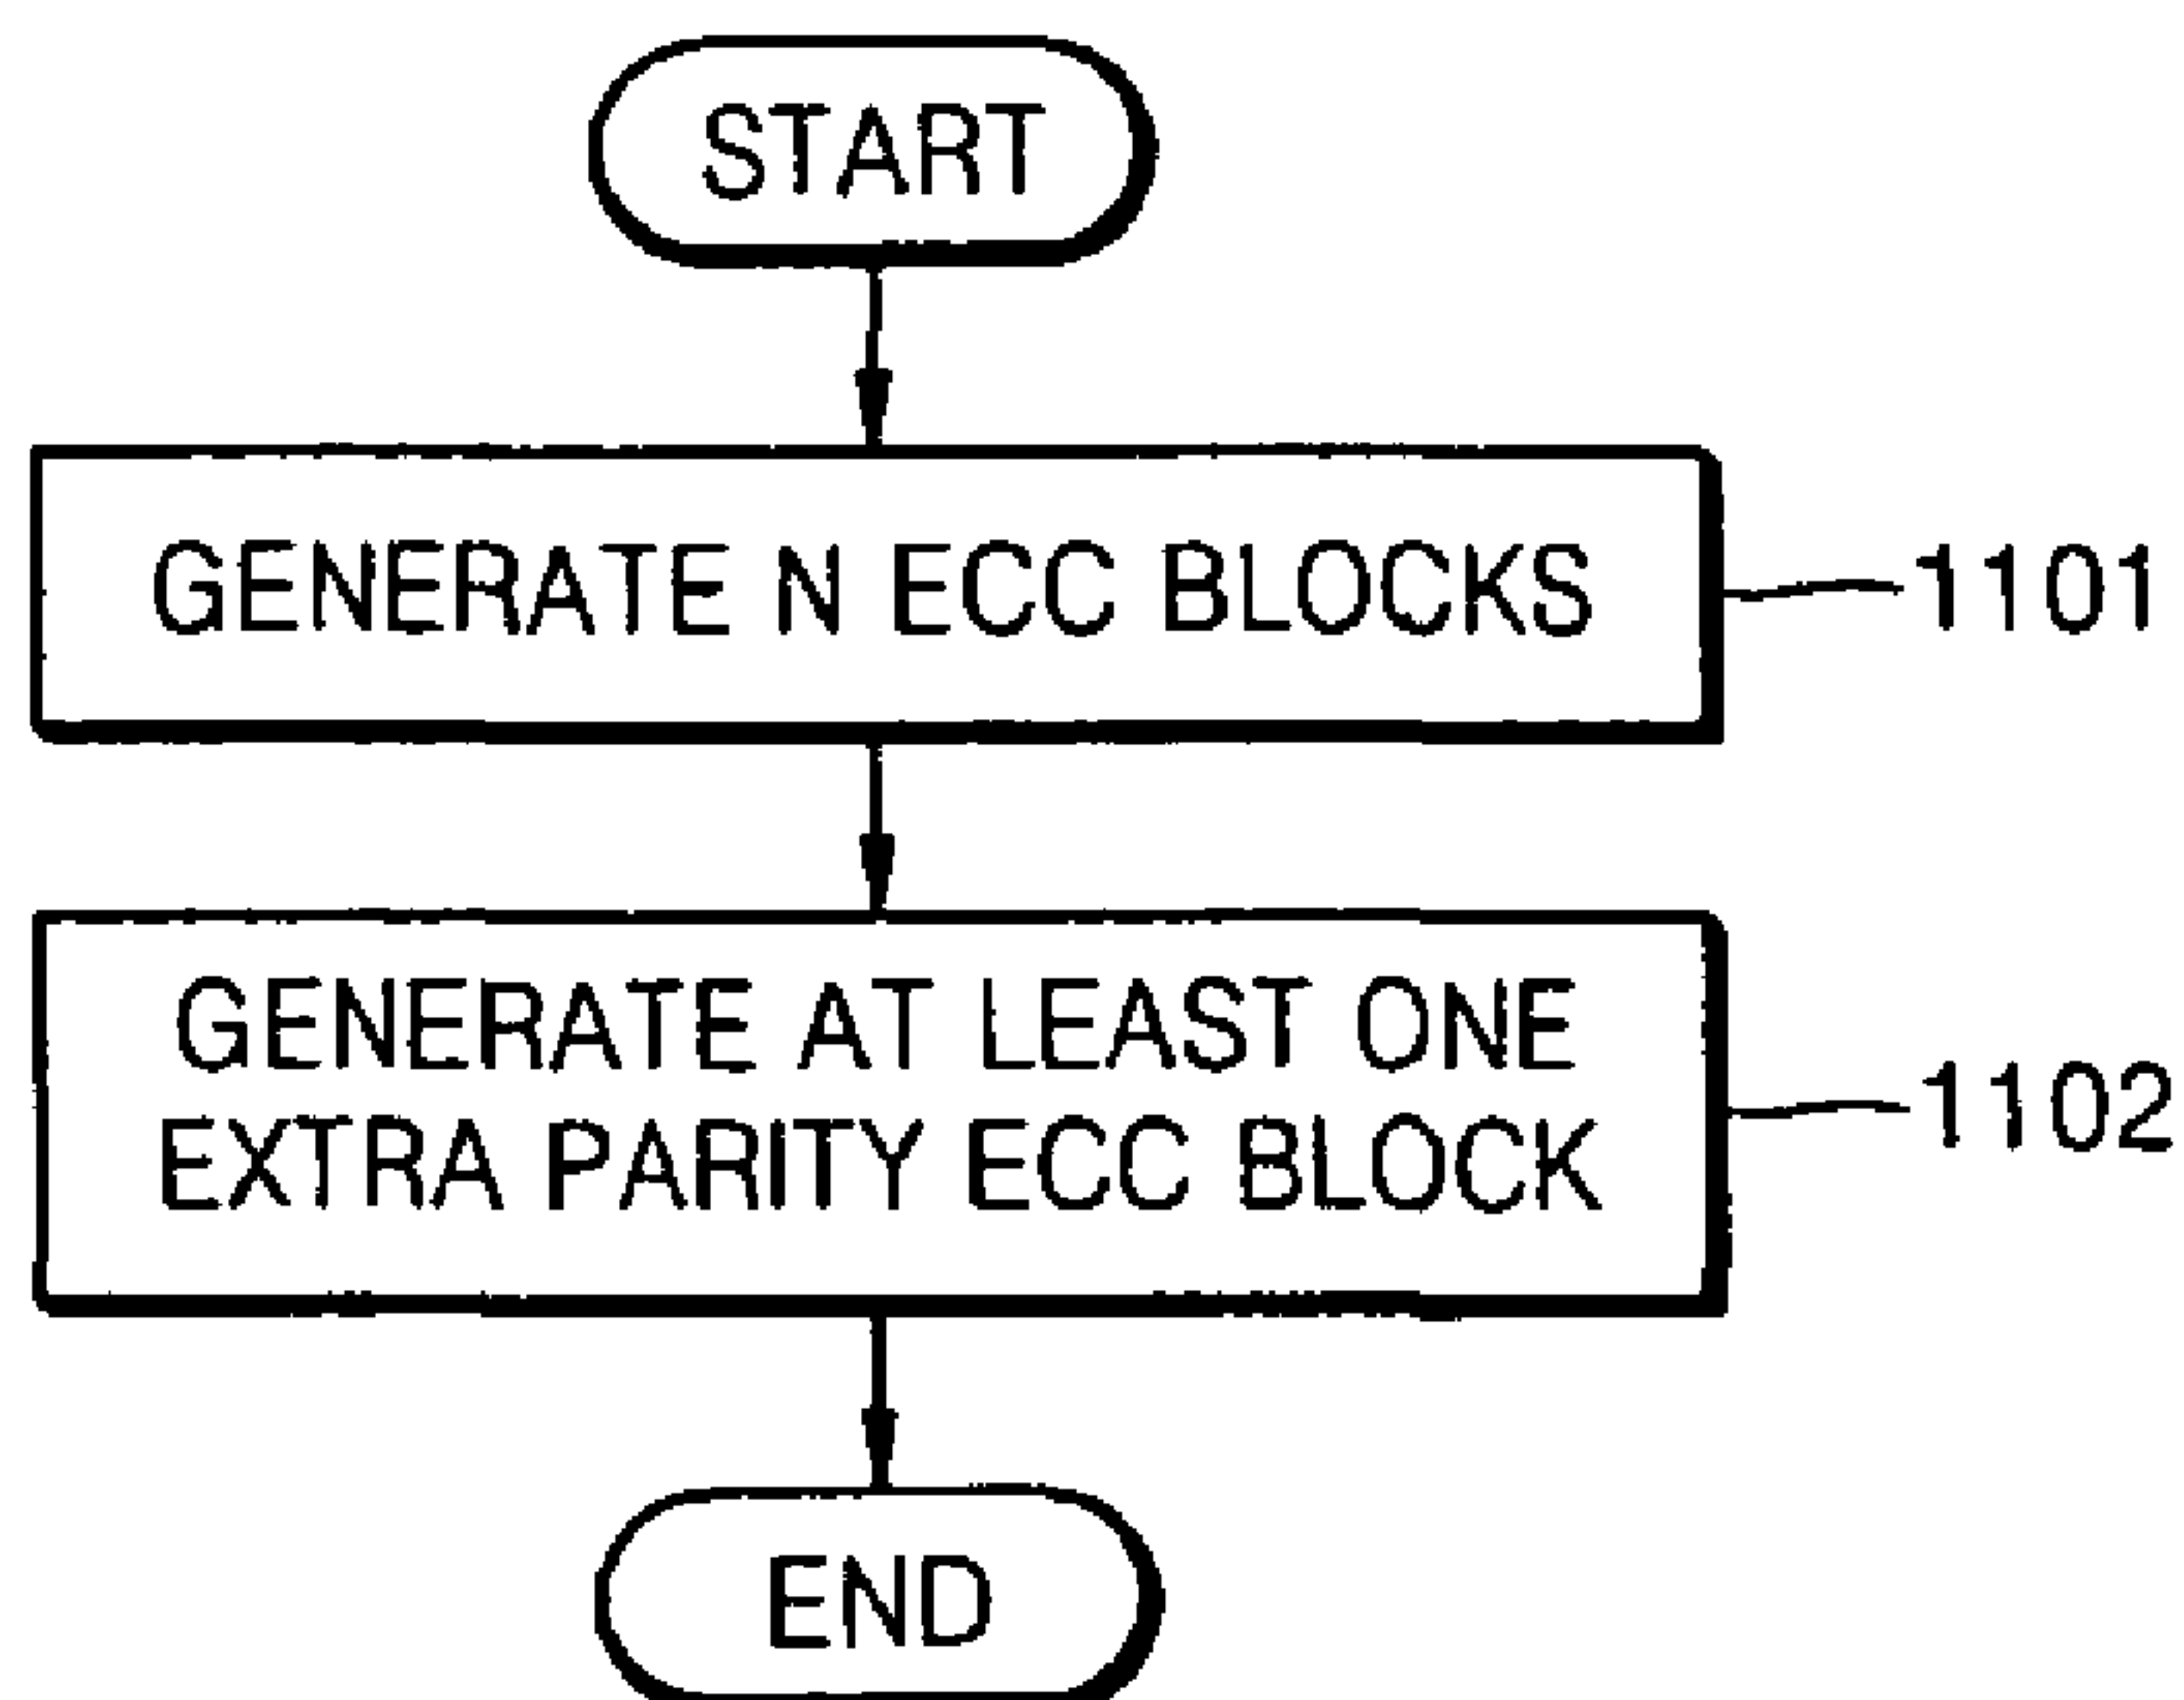 START
GENERATE N ECC BLOCKS
1101
GENERATE AT LEAST ONE
EXTRA PARITY ECC BLOCK
1102
END